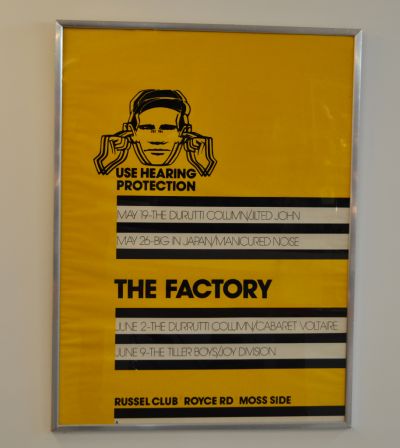 USE HEARING
PROTECTION
MAY 19-THE DURUTTI COLUMN/JILTED JOHN
MAY 26-BIG IN JAPAN/MANICURED NOISE
THE FACTORY
JUNE 2-THE DURRUTTI COLUMN/CABARET VOLTAIRE
JUNE 9-THE TILLER BOYS/JOY DIVISION
RUSSEL CLUB ROYCE RD MOSS SIDE